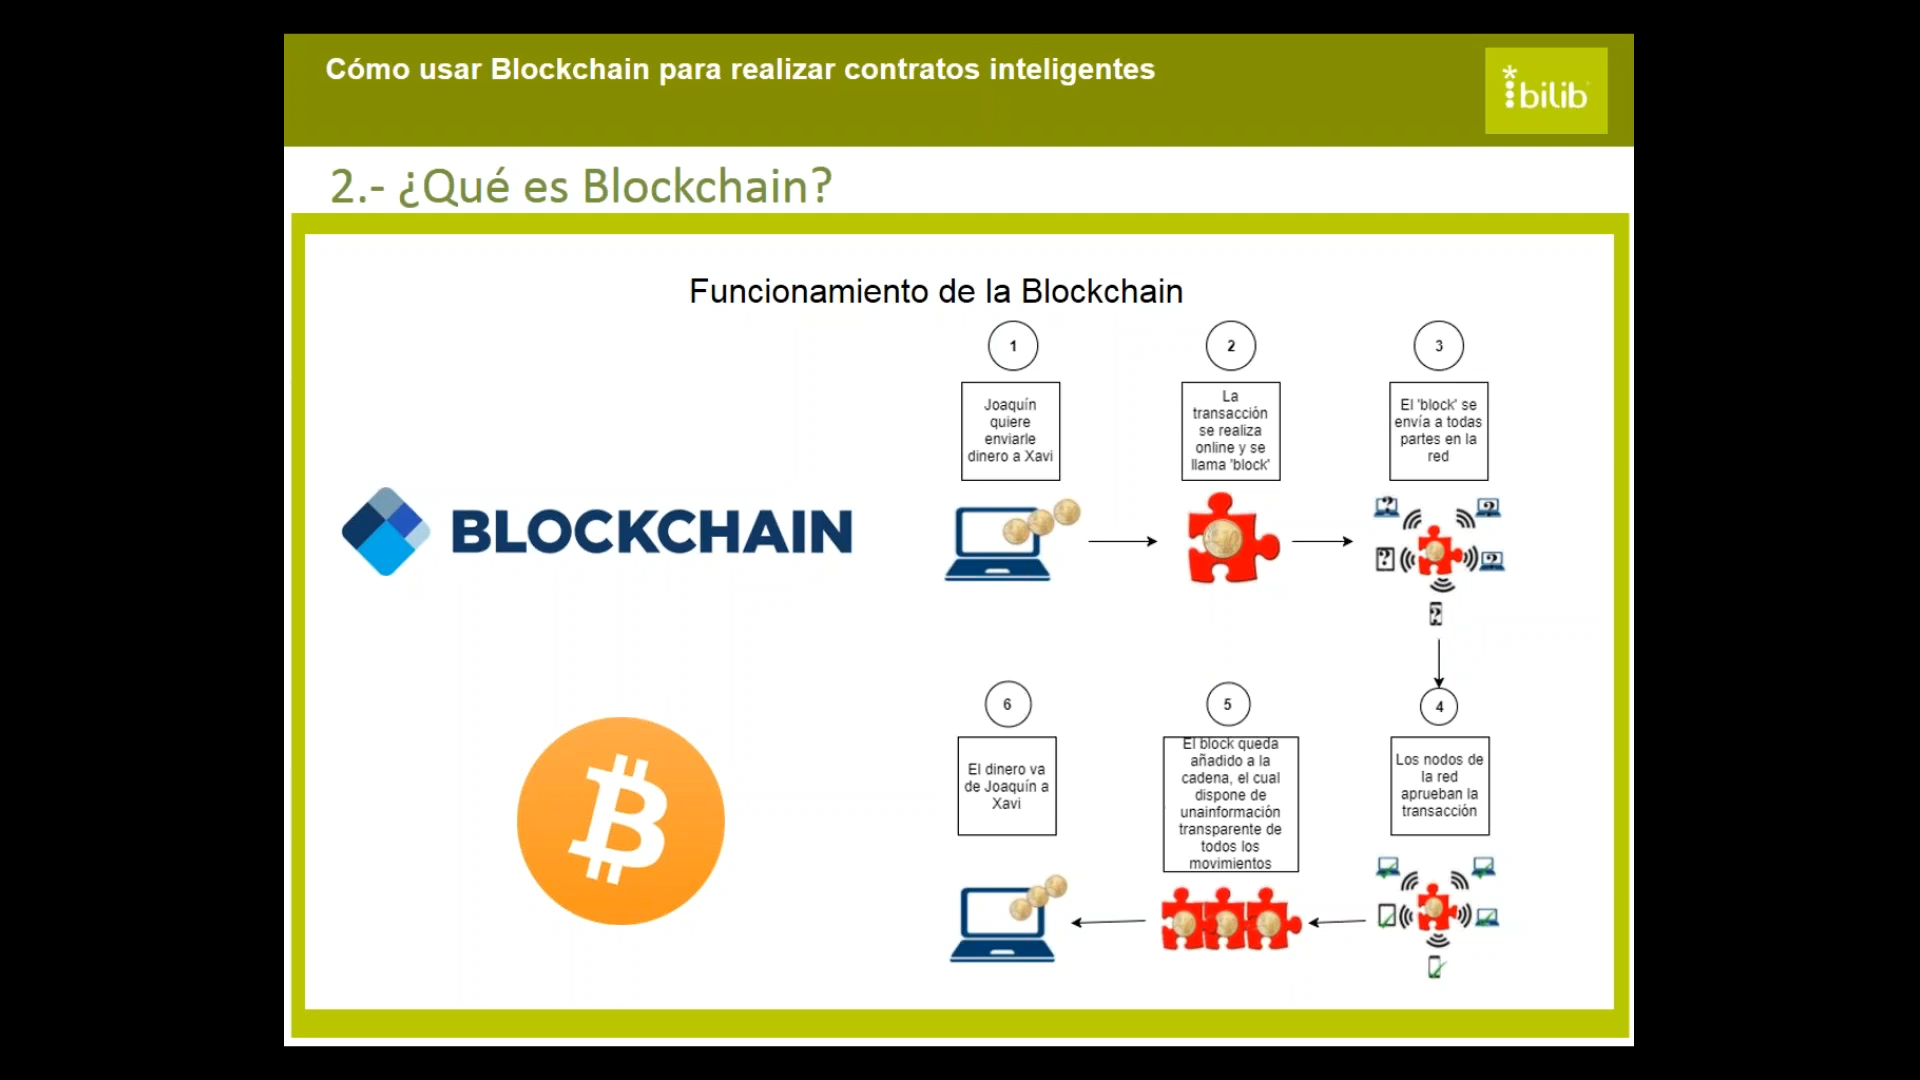 Cómo usar Blockchain para realizar contratos inteligentes
bilib
2.- ¿Qué es Blockchain?
Funcionamiento de la Blockchain
1
Joaquín
quiere
enviarle
dinero a Xavi
2
La
transacción
se realiza
online y se
llama 'block'
3
El 'block' se
envía a todas
partes en la
red
BLOCKCHAIN
4
Los nodos de
la red
aprueban la
transacción
5
El block queda
añadido a la
cadena, el cual
dispone de
unainformación
transparente de
todos los
movimientos
6
El dinero va
de Joaquín a
Xavi